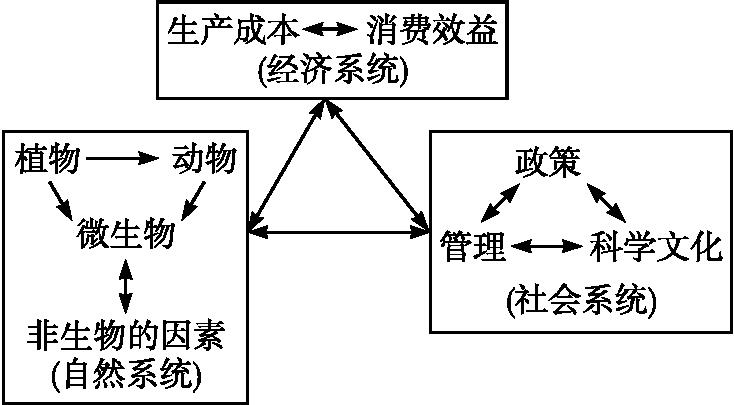 生产成本 消费效益
(经济系统)
植物 动物
微生物
非生物的因素
(自然系统)
政策
管理 科学文化
(社会系统)